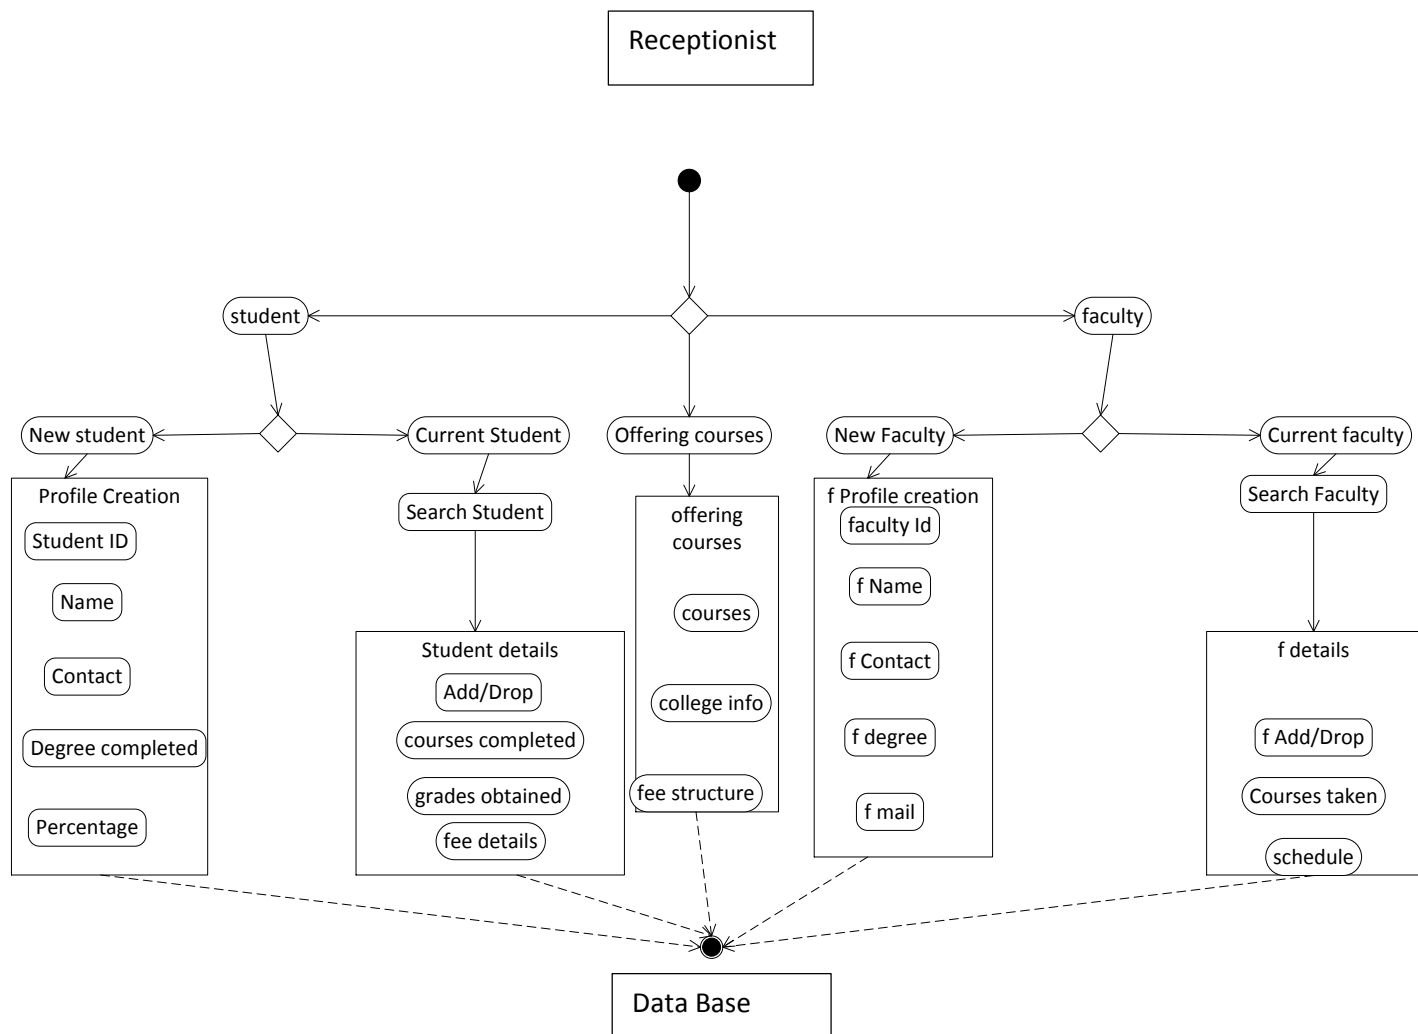 Receptionist
student
faculty
New student
Current Student
Offering courses
New Faculty
Current faculty
Profile Creation
Student ID
Name
Contact
Degree completed
Percentage
Search Student
Student details
Add/Drop
courses completed
grades obtained
fee details
offering
courses
courses
college info
fee structure
f Profile creation
faculty Id
f Name
f Contact
f degree
f mail
Search Faculty
f details
f Add/Drop
Courses taken
schedule
Data Base